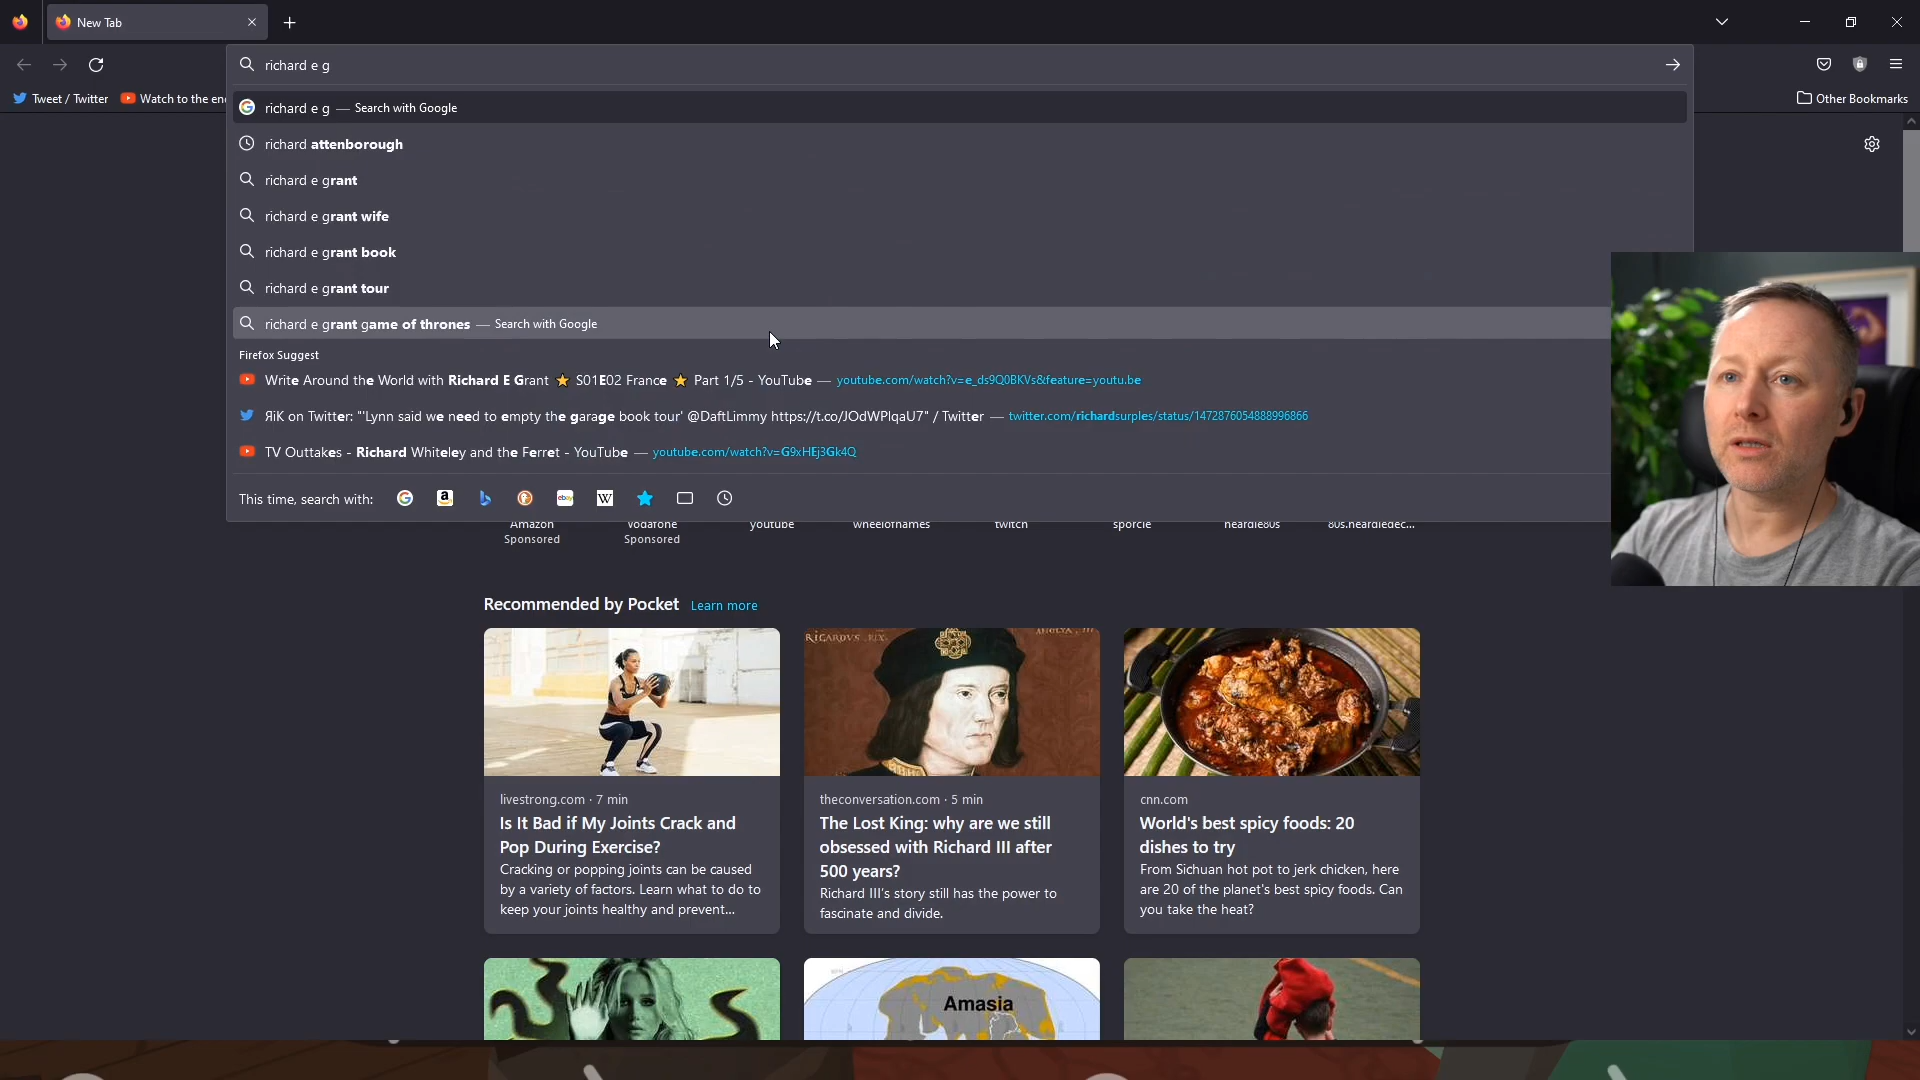 New Tab
richard e g
Tweet / Twitter
Watch to the en
Other Bookmarks
richard e g — Search with Google
richard attenborough
richard e grant
richard e grant wife
richard e grant book
richard e grant tour
richard e grant game of thrones — Search with Google
Firefox Suggest
Write Around the World with Richard E Grant ⭐ S01E02 France ⭐ Part 1/5 - YouTube — youtube.com/watch?v=e_ds9Q0BKVs&feature=youtu.be
ЯiK on Twitter: "'Lynn said we need to empty the garage book tour' @DaftLimmy https://t.co/JOdWPlqaU7" / Twitter — twitter.com/richardsurples/status/1472876054888996866
TV Outtakes - Richard Whiteley and the Ferret - YouTube — youtube.com/watch?v=G9xHEj3Gk4Q
This time, search with:
ebay
W
Amazon
Sponsored
Vodafone
Sponsored
youtube
wheelofnames
twitch
sporcle
heardle80s
80s.heardledec...
Recommended by Pocket Learn more
RICARDVS . RIX.
livestrong.com · 7 min
Is It Bad if My Joints Crack and
Pop During Exercise?
Cracking or popping joints can be caused
by a variety of factors. Learn what to do to
keep your joints healthy and prevent...
theconversation.com · 5 min
The Lost King: why are we still
obsessed with Richard III after
500 years?
Richard III's story still has the power to
fascinate and divide.
cnn.com
World's best spicy foods: 20
dishes to try
From Sichuan hot pot to jerk chicken, here
are 20 of the planet's best spicy foods. Can
you take the heat?
Amasia